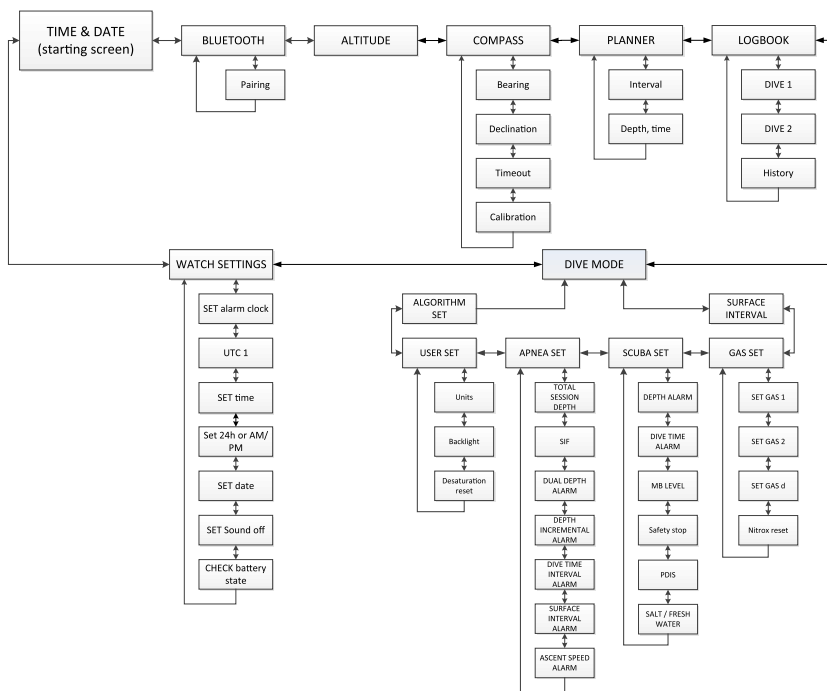 TIME & DATE
(starting screen)
BLUETOOTH
ALTITUDE
COMPASS
PLANNER
LOGBOOK
Pairing
Bearing
Declination
Timeout
Calibration
Interval
Depth, time
DIVE 1
DIVE 2
History
WATCH SETTINGS
DIVE MODE
SET alarm clock
UTC 1
SET time
Set 24h or AM/
PM
SET date
SET Sound off
CHECK battery
state
ALGORITHM
SET
SURFACE
INTERVAL
USER SET
APNEA SET
SCUBA SET
GAS SET
Units
Backlight
Desaturation
reset
TOTAL
SESSION
DEPTH
SIF
DUAL DEPTH
ALARM
DEPTH
INCREMENTAL
ALARM
DIVE TIME
INTERVAL
ALARM
SURFACE
INTERVAL
ALARM
ASCENT SPEED
ALARM
DEPTH ALARM
DIVE TIME
ALARM
MB LEVEL
Safety stop
PDIS
SALT / FRESH
WATER
SET GAS 1
SET GAS 2
SET GAS d
Nitrox reset